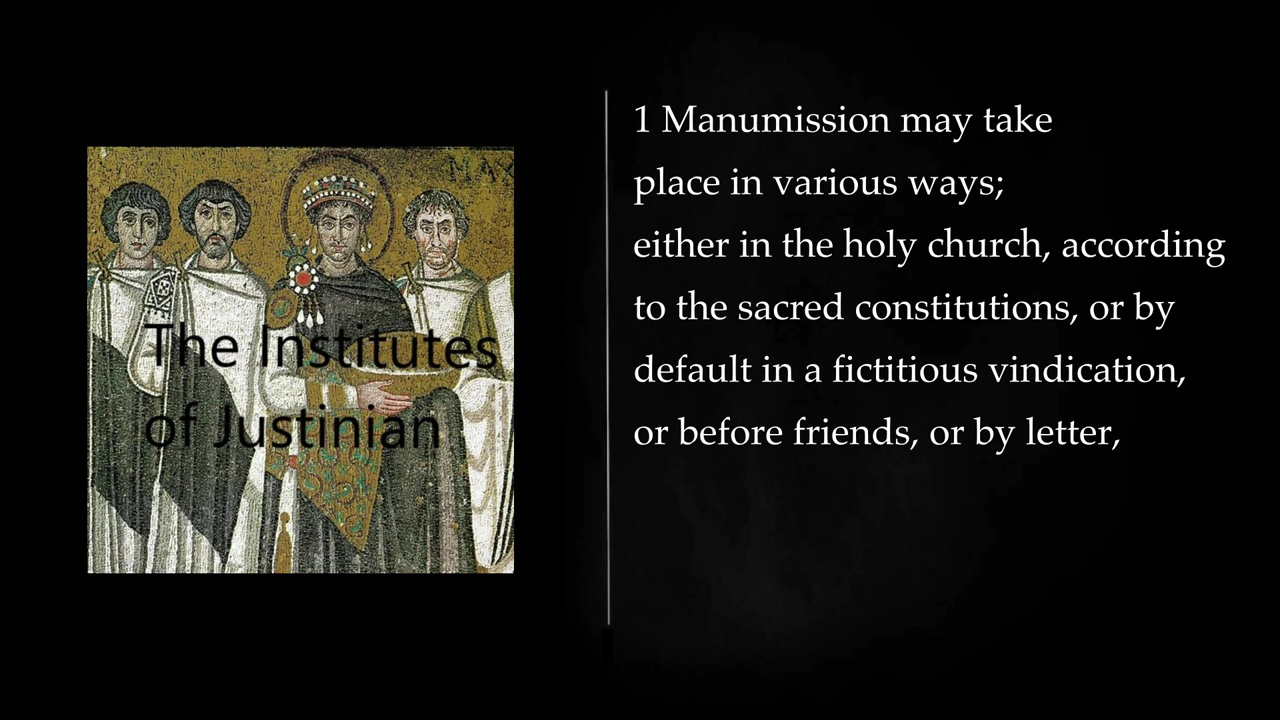 MAX
The Institutes
of Justinian
1 Manumission may take
place in various ways;
either in the holy church, according
to the sacred constitutions, or by
default in a fictitious vindication,
or before friends, or by letter,